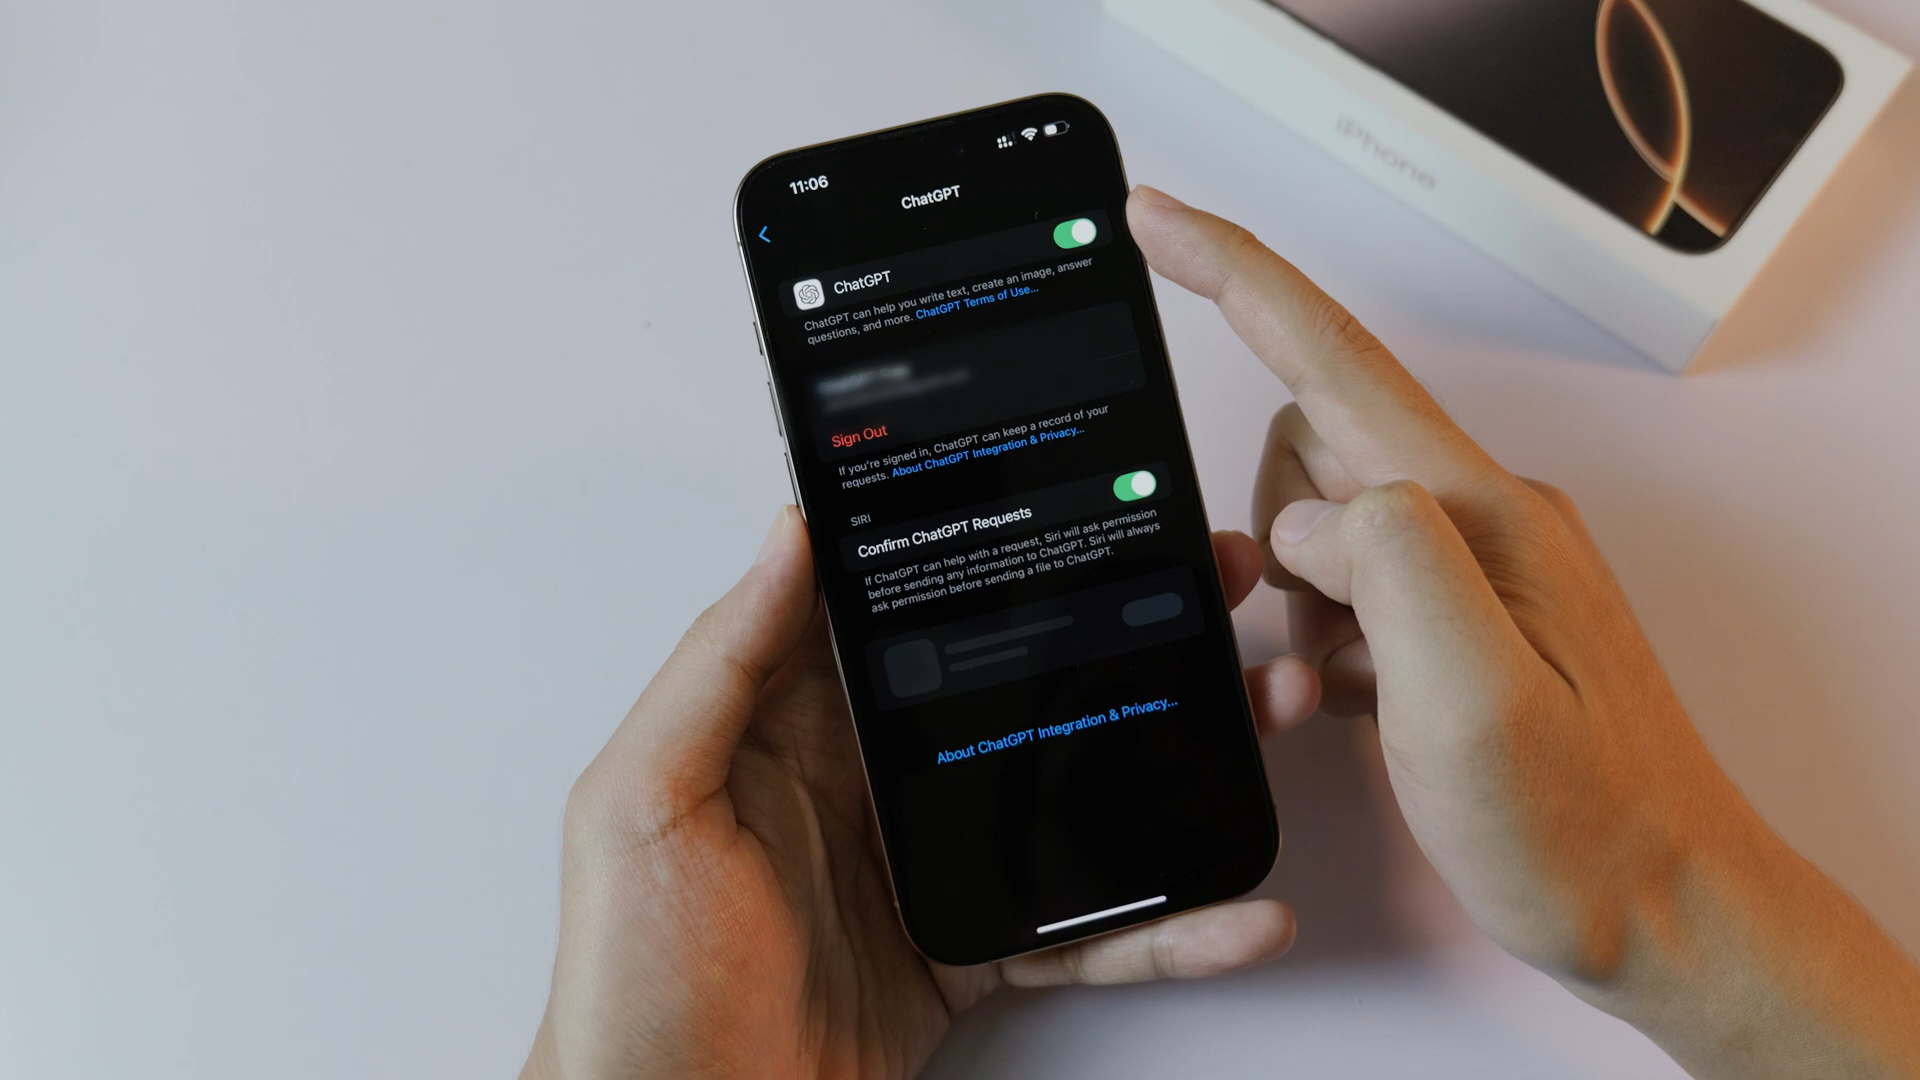 11:06
ChatGPT
ChatGPT
ChatGPT can help you write text, create an image, answer
questions, and more. ChatGPT Terms of Use...
Sign Out
If you're signed in, ChatGPT can keep a record of your
requests. About ChatGPT Integration & Privacy...
SIRI
Confirm ChatGPT Requests
If ChatGPT can help with a request, Siri will ask permission
before sending any information to ChatGPT. Siri will always
ask permission before sending a file to ChatGPT.
About ChatGPT Integration & Privacy...
iPhone